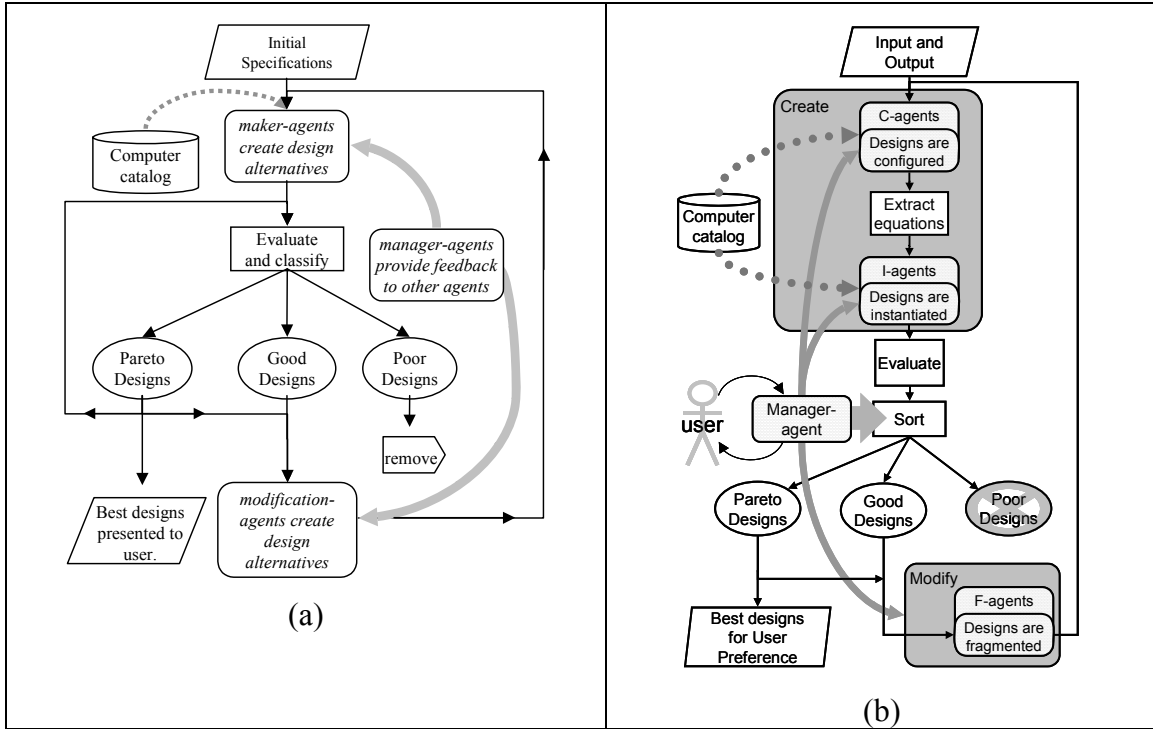 Initial
Specifications
maker-agents
create design
alternatives
Computer
catalog
Evaluate
and classify
manager-agents
provide feedback
to other agents
Pareto
Designs
Good
Designs
Poor
Designs
remove
Best designs
presented to
user.
modification-
agents create
design
alternatives
(a)
Input and
Output
Create
C-agents
Designs are
configured
Computer
catalog
Extract
equations
I-agents
Designs are
instantiated
Evaluate
user
Manager-
agent
Sort
Pareto
Designs
Good
Designs
Poor
Designs
Modify
F-agents
Designs are
fragmented
Best designs
for User
Preference
(b)